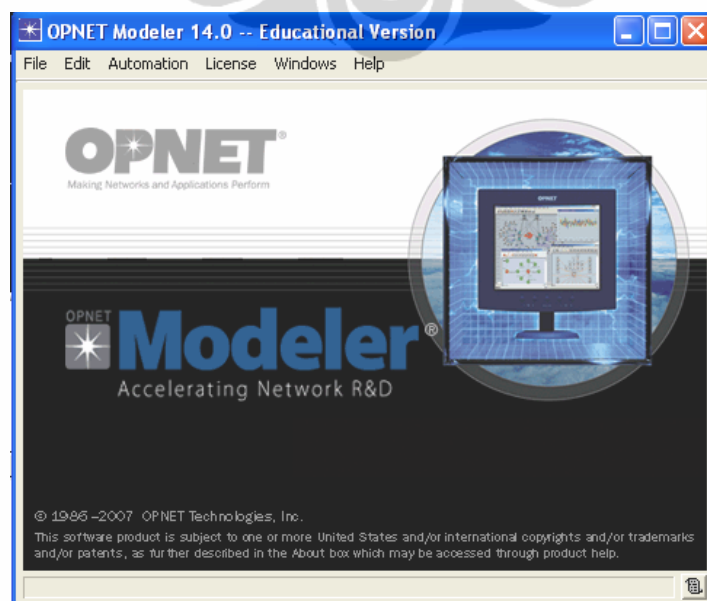 OPNET Modeler 14.0 -- Educational Version
File Edit Automation License Windows Help
OPNET®
Making Networks and Applications Perform
OPNET
OPNET
Modeler®
Accelerating Network R&D
© 1986-2007 OPNET Technologies, Inc.
This software product is subject to one or more United States and/or international copyrights and/or trademarks
and/or patents, as further described in the About box which may be accessed through product help.